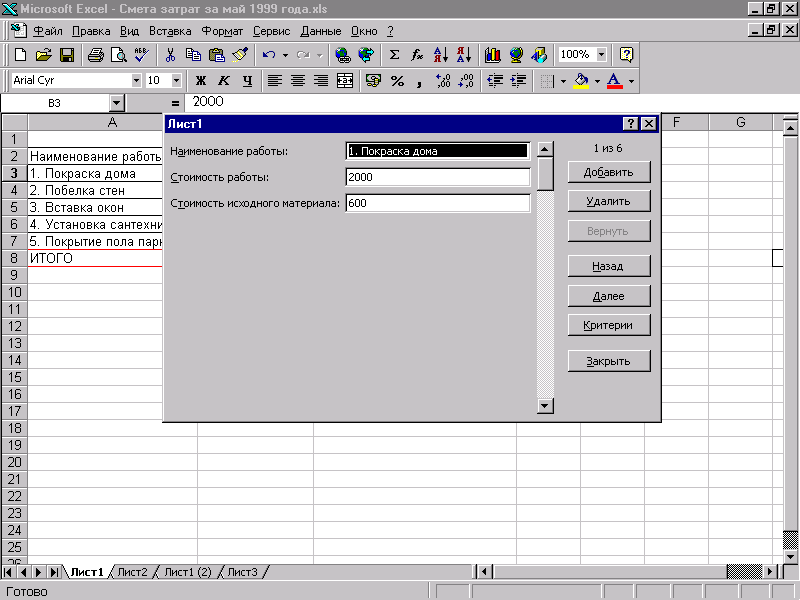 Microsoft Excel - Смета затрат за май 1999 года.xls
Файл Правка Вид Вставка Формат Сервис Данные Окно ?
100%
Arial Cyr 10 Ж К Ч
B3 = 2000
A F G
Лист1
1 из 6
Наименование работы: 1. Покраска дома
Стоимость работы: 2000
Стоимость исходного материала: 600
Добавить
Удалить
Вернуть
Назад
Далее
Критерии
Закрыть
1
2 Наименование работы
3 1. Покраска дома
4 2. Побелка стен
5 3. Вставка окон
6 4. Установка сантехни
7 5. Покрытие пола парк
8 ИТОГО
9
10
11
12
13
14
15
16
17
18
19
20
21
22
23
24
25
26
Лист1 Лист2 Лист1 (2) Лист3
Готово